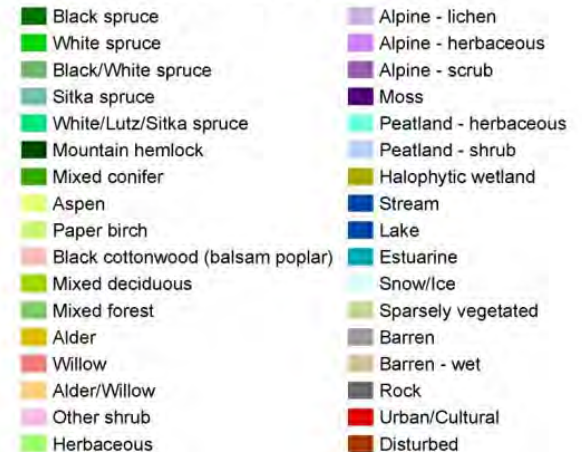 Black spruce
White spruce
Black/White spruce
Sitka spruce
White/Lutz/Sitka spruce
Mountain hemlock
Mixed conifer
Aspen
Paper birch
Black cottonwood (balsam poplar)
Mixed deciduous
Mixed forest
Alder
Willow
Alder/Willow
Other shrub
Herbaceous
Alpine - lichen
Alpine - herbaceous
Alpine - scrub
Moss
Peatland - herbaceous
Peatland - shrub
Halophytic wetland
Stream
Lake
Estuarine
Snow/Ice
Sparsely vegetated
Barren
Barren - wet
Rock
Urban/Cultural
Disturbed